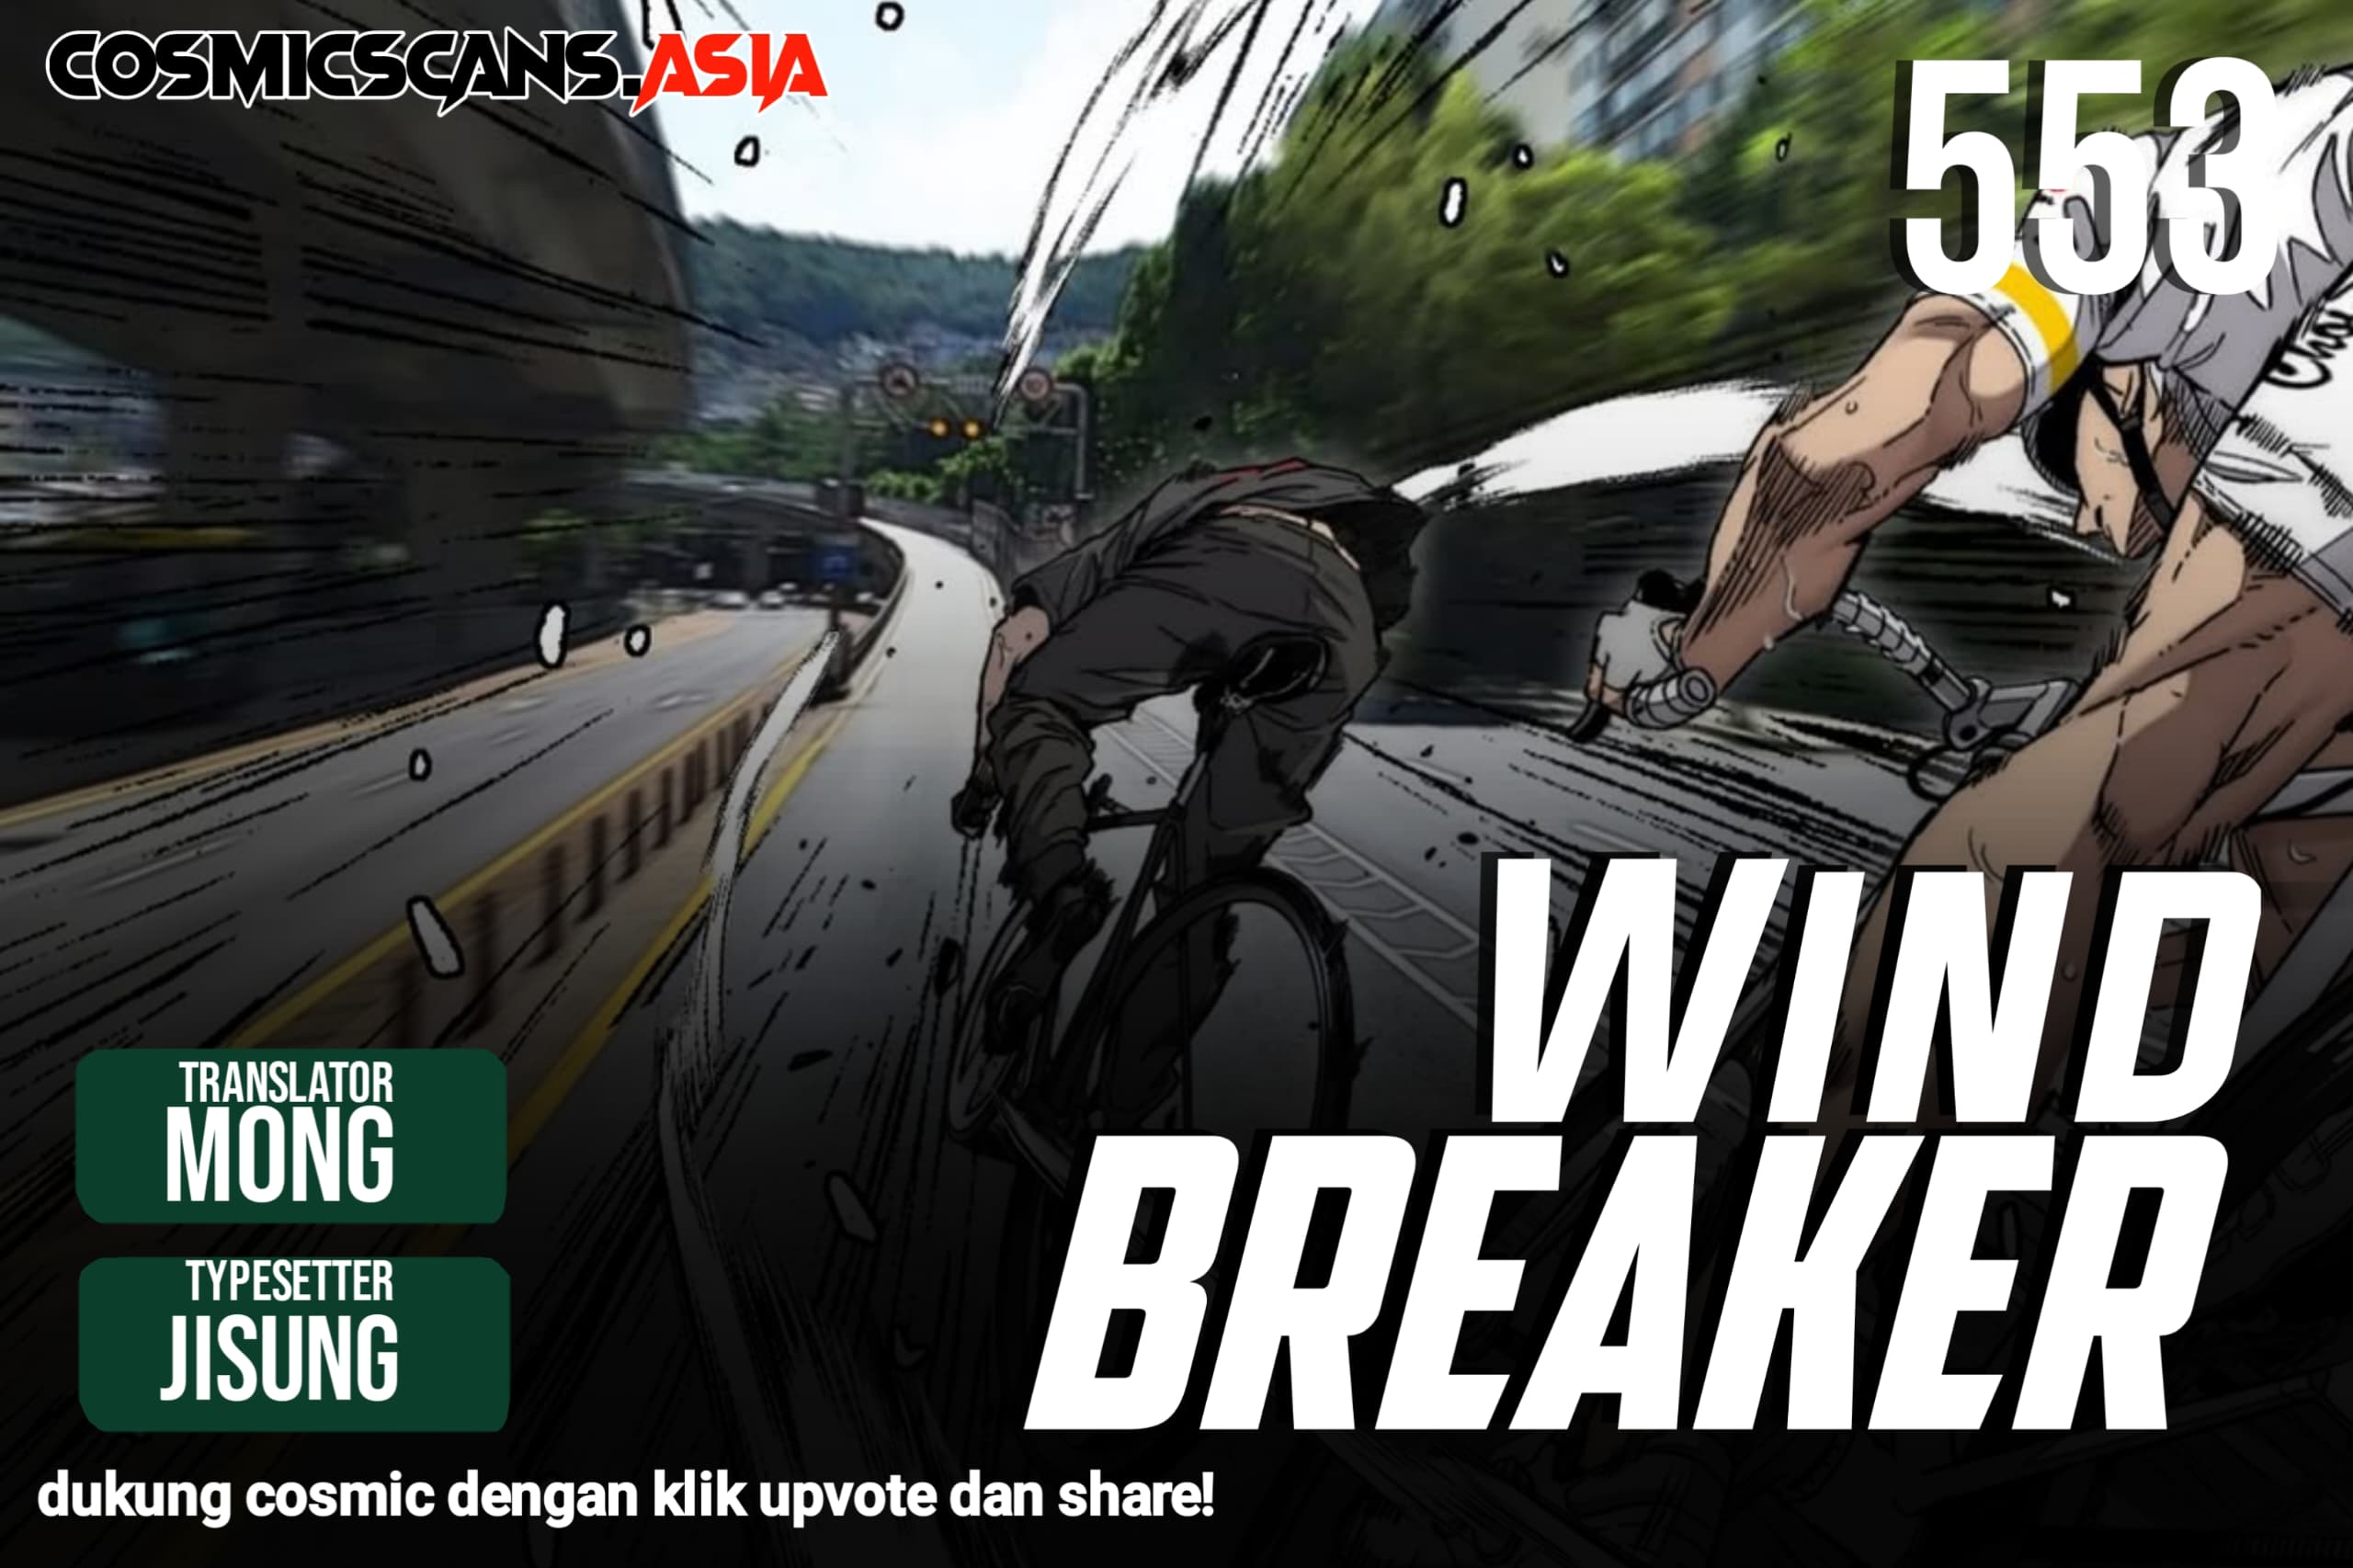 COSMICSCANS.ASIA
553
WIND
BREAKER
TRANSLATOR
MONG
TYPESETTER
JISUNG
dukung cosmic dengan klik upvote dan share!